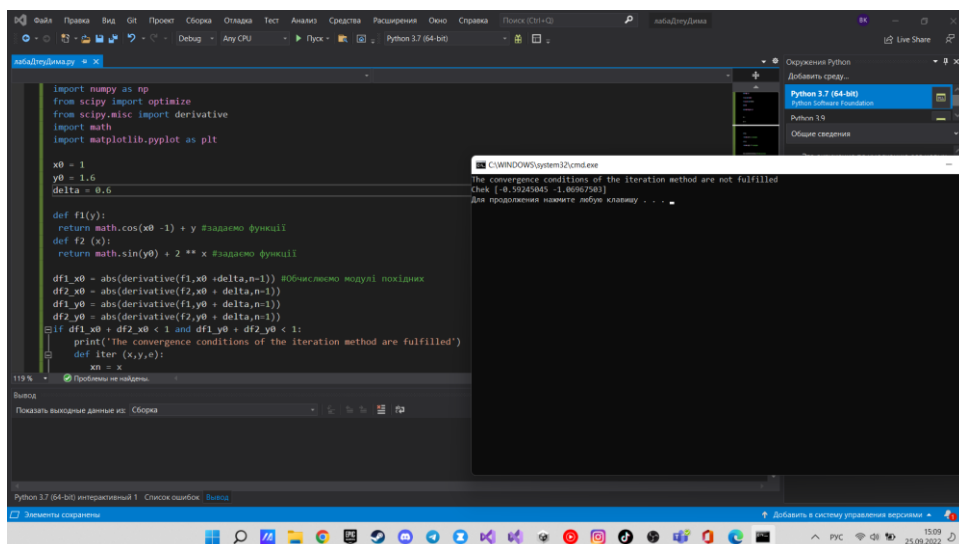 Файл Правка Вид Git Проект Сборка Отладка Тест Анализ Средства Расширения Окно Справка Поиск (Ctrl+Q) лабаДтеуДима ВК
Debug Any CPU Пуск Python 3.7 (64-bit) Live Share
лабаДтеуДима.py
Окружения Python
Добавить среду...
Python 3.7 (64-bit)
Python Software Foundation
Python 3.9
Общие сведения
import numpy as np
from scipy import optimize
from scipy.misc import derivative
import math
import matplotlib.pyplot as plt
x0 = 1
y0 = 1.6
delta = 0.6
def f1(y):
return math.cos(x0 -1) + y #задаємо функції
def f2 (x):
return math.sin(y0) + 2 ** x #задаємо функції
df1_x0 = abs(derivative(f1,x0 +delta,n=1)) #Обчислюємо модулі похідних
df2_x0 = abs(derivative(f2,x0 + delta,n=1))
df1_y0 = abs(derivative(f1,y0 + delta,n=1))
df2_y0 = abs(derivative(f2,y0 + delta,n=1))
if df1_x0 + df2_x0 < 1 and df1_y0 + df2_y0 < 1:
print('The convergence conditions of the iteration method are fulfilled')
def iter (x,y,e):
xn = x
C:\WINDOWS\system32\cmd.exe
The convergence conditions of the iteration method are not fulfilled
Chek [-0.59245045 -1.06967503]
Для продолжения нажмите любую клавишу . . .
119 % Проблемы не найдены.
Вывод
Показать выходные данные из: Сборка
Python 3.7 (64-bit) интерактивный 1 Список ошибок Вывод
Элементы сохранены Добавить в систему управления версиями
РУС 15:09
25.09.2022